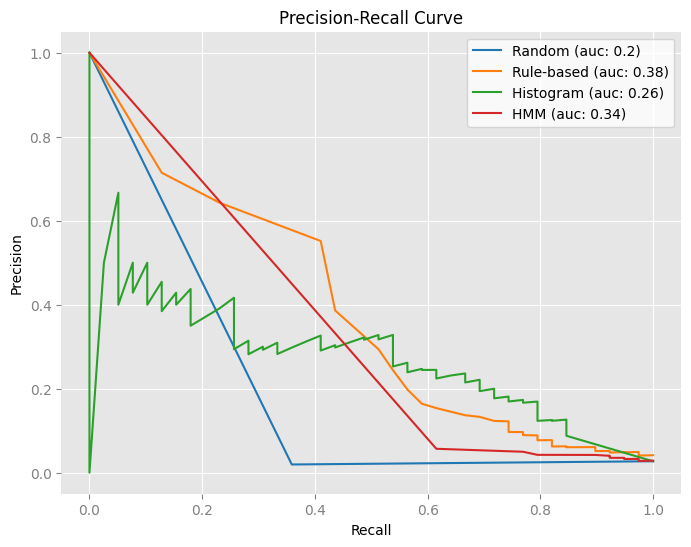 Precision-Recall Curve
Random (auc: 0.2)
Rule-based (auc: 0.38)
Histogram (auc: 0.26)
HMM (auc: 0.34)
Precision
1.0
0.8
0.6
0.4
0.2
0.0
0.0 0.2 0.4 0.6 0.8 1.0
Recall